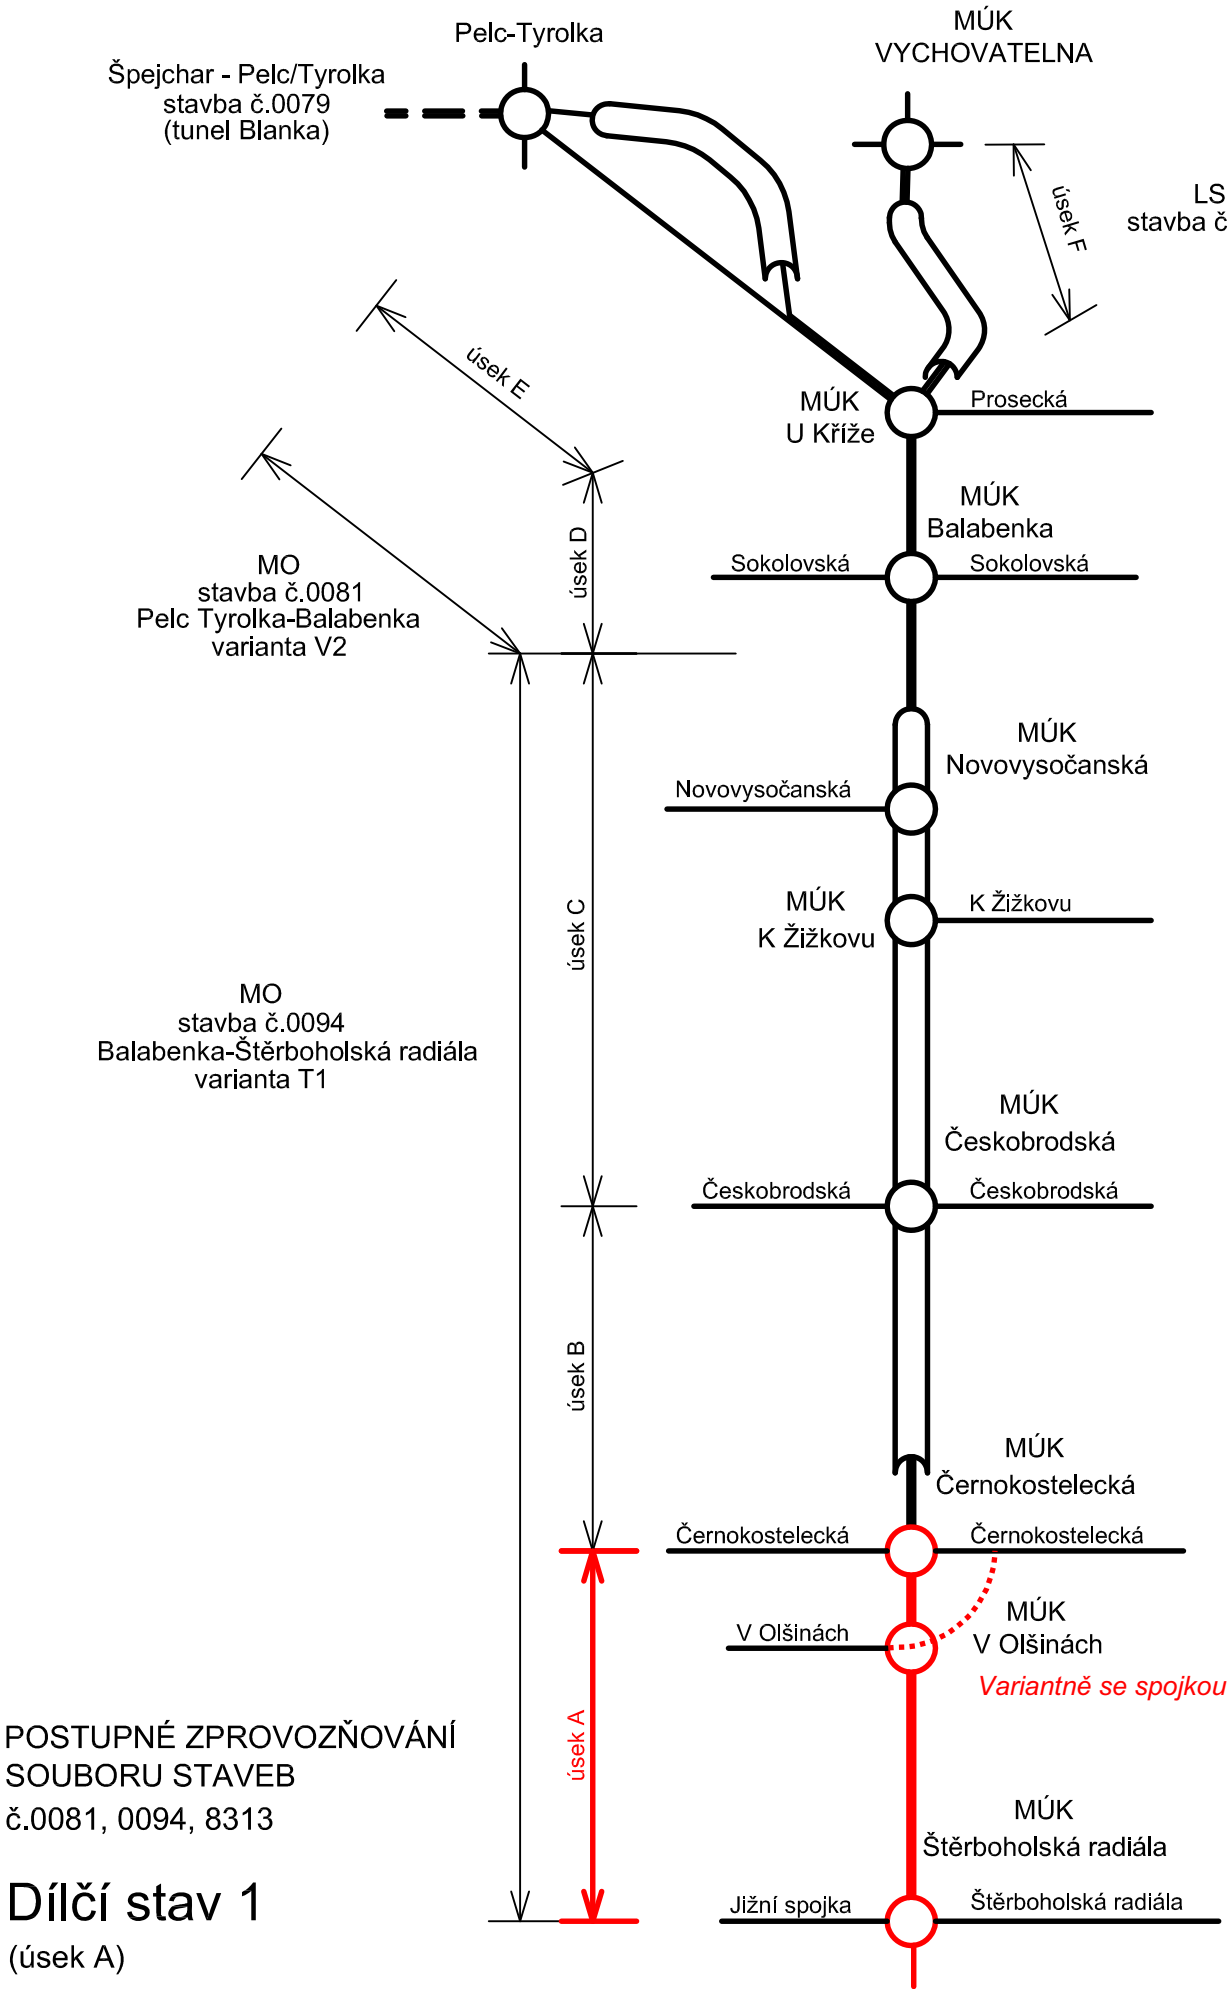 Pelc-Tyrolka
MÚK
VYCHOVATELNA
Špejchar - Pelc/Tyrolka
stavba č.0079
(tunel Blanka)
úsek F
LS
stavba č
úsek E
MÚK
U Kříže
Prosecká
MÚK
Balabenka
úsek D
Sokolovská
Sokolovská
MO
stavba č.0081
Pelc Tyrolka-Balabenka
varianta V2
MÚK
Novovysočanská
Novovysočanská
MÚK
K Žižkovu
K Žižkovu
úsek C
MO
stavba č.0094
Balabenka-Štěrboholská radiála
varianta T1
MÚK
Českobrodská
Českobrodská
Českobrodská
úsek B
MÚK
Černokostelecká
Černokostelecká
Černokostelecká
V Olšinách
MÚK
V Olšinách
Variantně se spojkou
úsek A
POSTUPNÉ ZPROVOZŇOVÁNÍ
SOUBORU STAVEB
č.0081, 0094, 8313
MÚK
Štěrboholská radiála
Dílčí stav 1
(úsek A)
Jižní spojka
Štěrboholská radiála